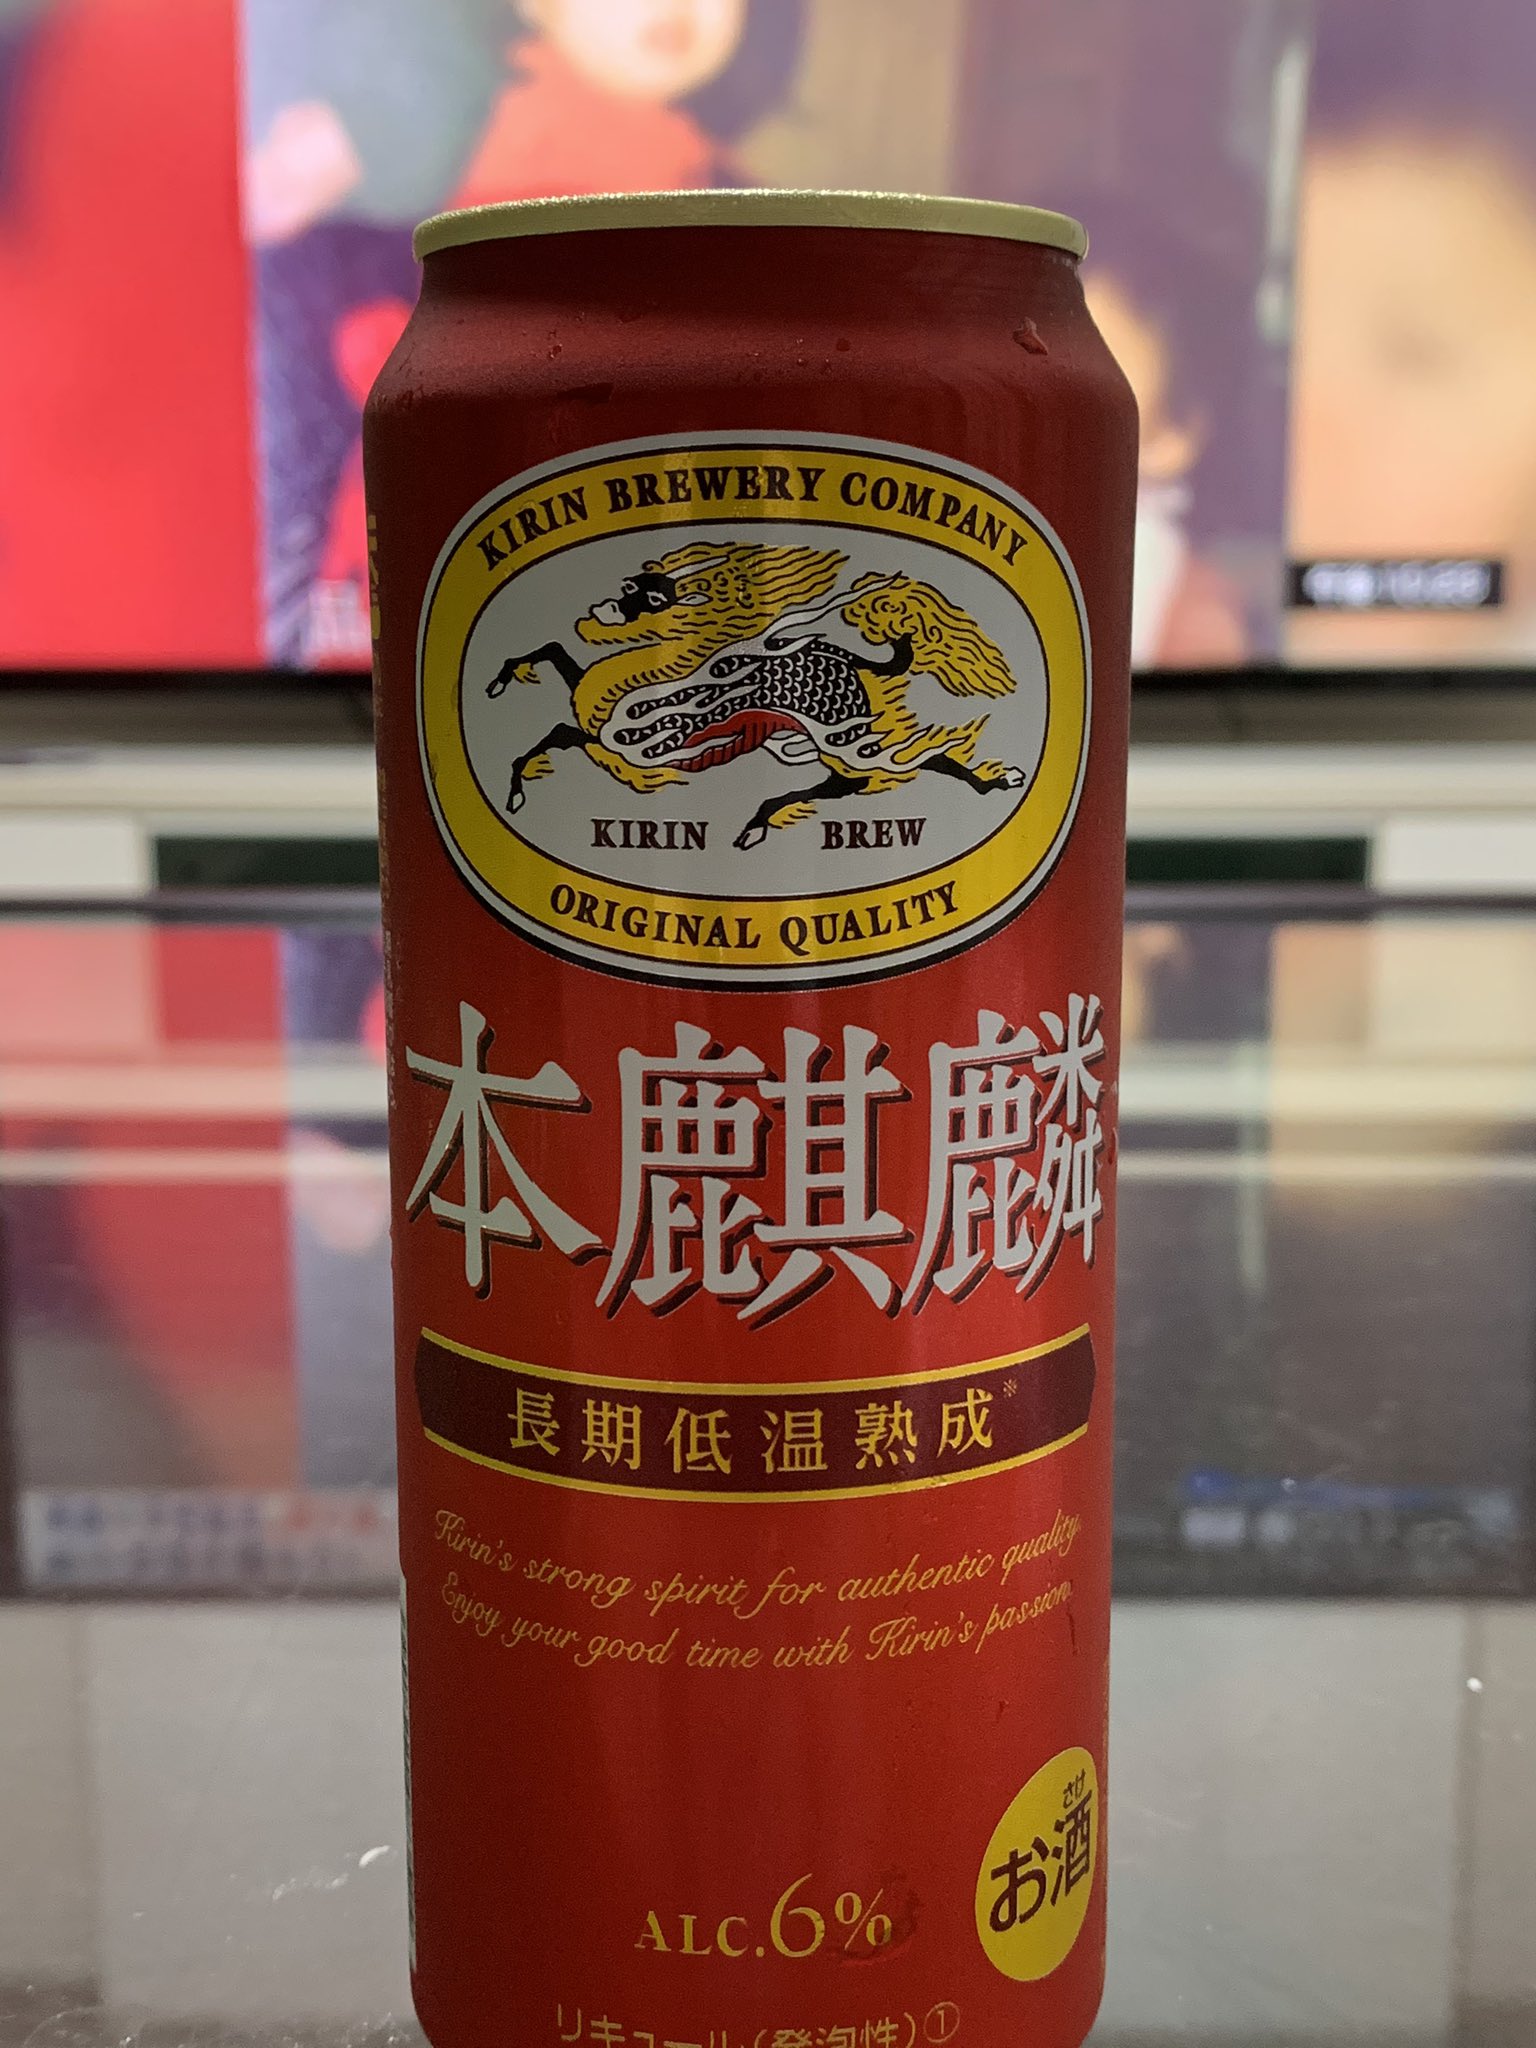 KIRIN BREWERY COMPANY
KIRIN BREW
ORIGINAL QUALITY
本麒麟
長期低温熟成※
Kirin's strong spirit for authentic quality.
Enjoy your good time with Kirin's passion.
さけ
お酒
ALC.6%
リキュール(発泡性)①